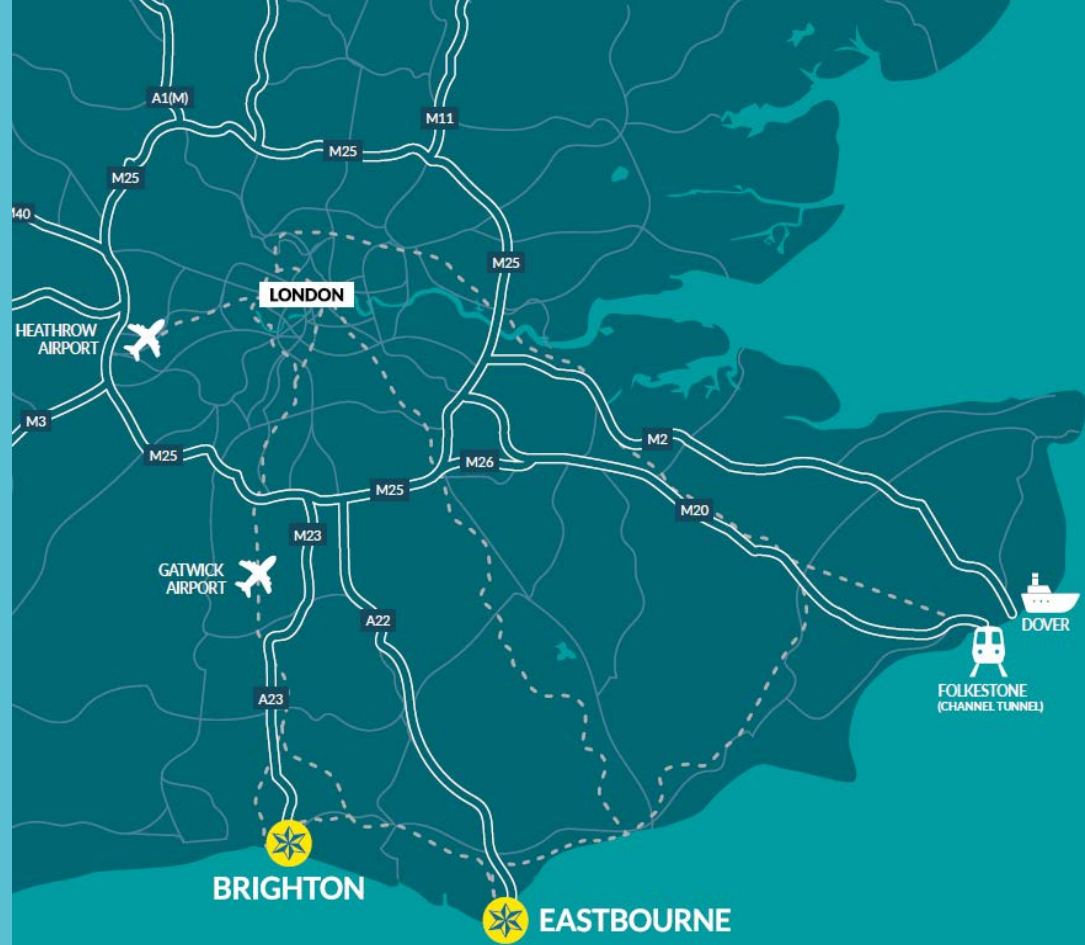 A1(M)
M11
M25
M25
M40
M25
LONDON
HEATHROW
AIRPORT
M3
M25
M2
M26
M25
M20
M23
GATWICK
AIRPORT
A22
DOVER
A23
FOLKESTONE
(CHANNEL TUNNEL)
BRIGHTON
EASTBOURNE